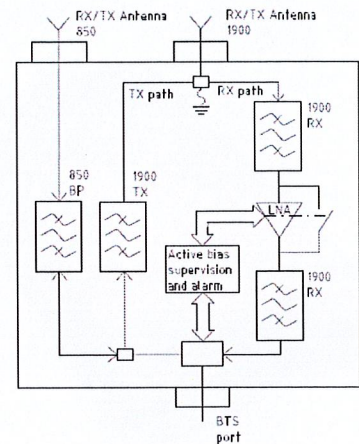 RX/TX Antenna
850
RX/TX Antenna
1900
TX path
RX path
1900
RX
850
BP
1900
TX
LNA
Active bias
supervision
and alarm
1900
RX
BTS
port